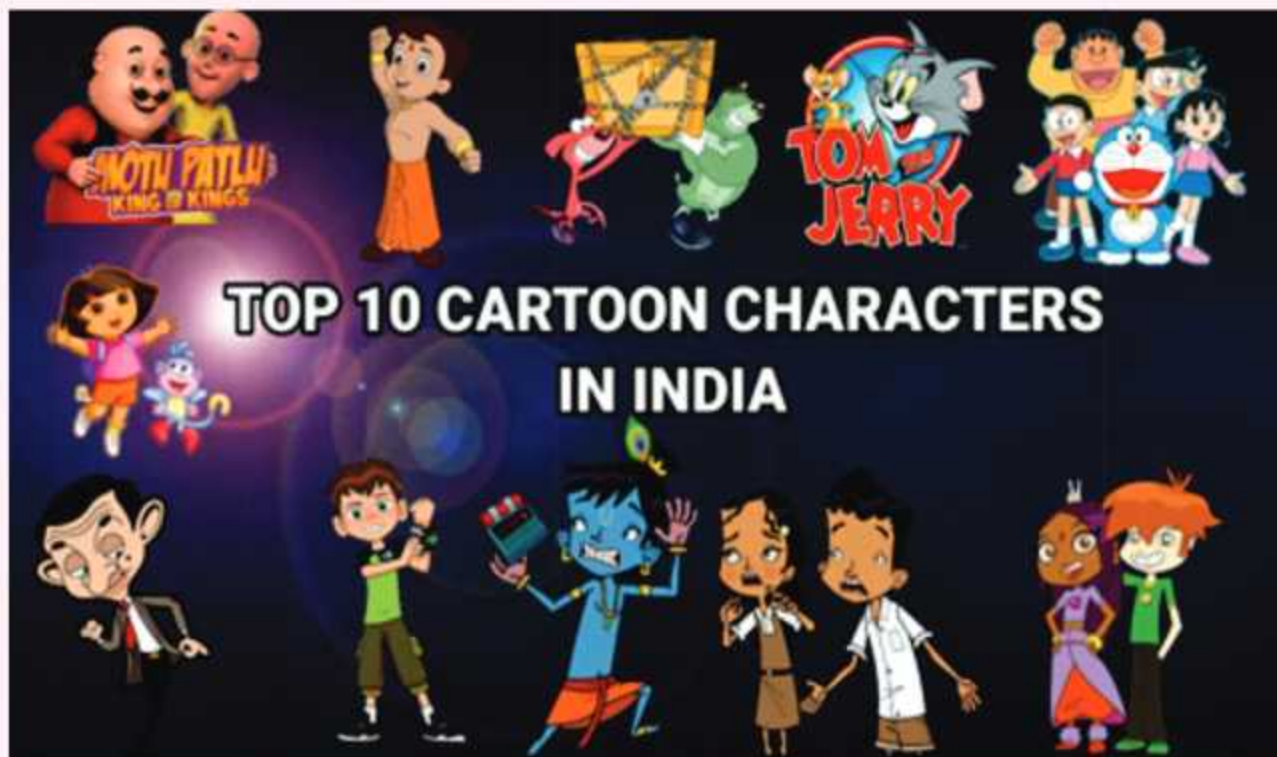 MOTU PATLU
KING OF KINGS
TOM AND
JERRY
TOP 10 CARTOON CHARACTERS
IN INDIA